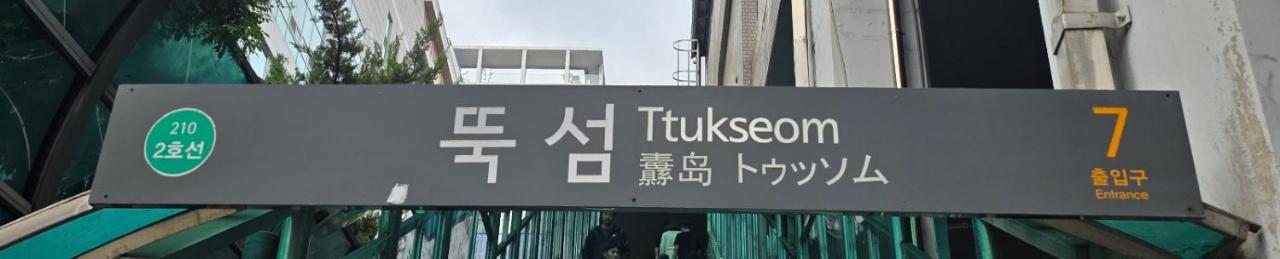 210
2호선
뚝섬
Ttukseom
纛岛 トゥッソム
7
출입구
Entrance